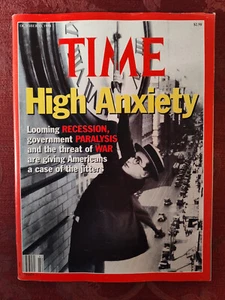 TIME
High Anxiety
Looming RECESSION,
government PARALYSIS
and the threat of WAR
are giving Americans
a case of the jitters